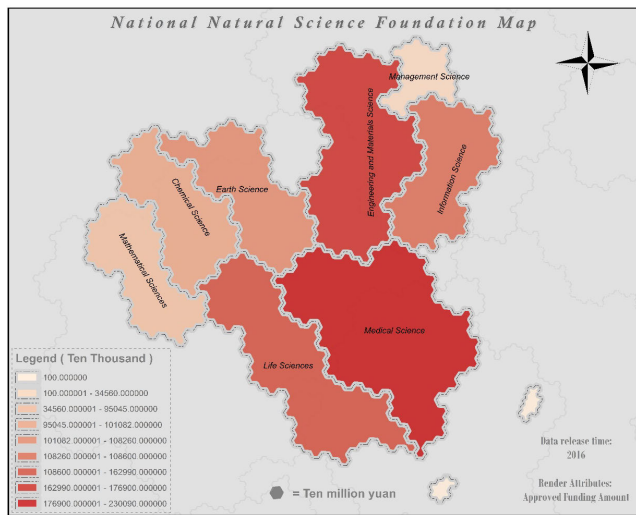 National Natural Science Foundation Map
Management Science
Engineering and Materials Science
Information Science
Earth Science
Chemical Science
Mathematical Sciences
Medical Science
Life Sciences
Legend ( Ten Thousand )
100.000000
100.000001 - 34560.000000
34560.000001 - 95045.000000
95045.000001 - 101082.000000
101082.000001 - 108260.000000
108260.000001 - 108600.000000
108600.000001 - 162990.000000
162990.000001 - 176900.000000
176900.000001 - 230090.000000
= Ten million yuan
Data release time:
2016
Render Attributes:
Approved Funding Amount